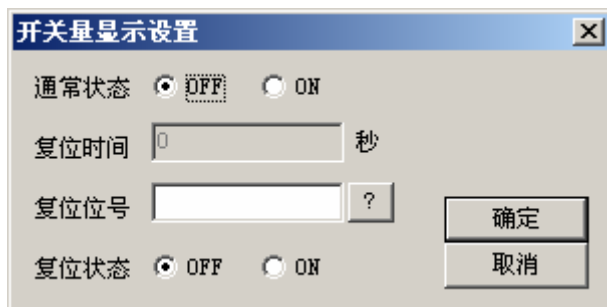 开关量显示设置
通常状态 OFF ON
复位时间 0 秒
复位位号 ?
确定
复位状态 OFF ON
取消